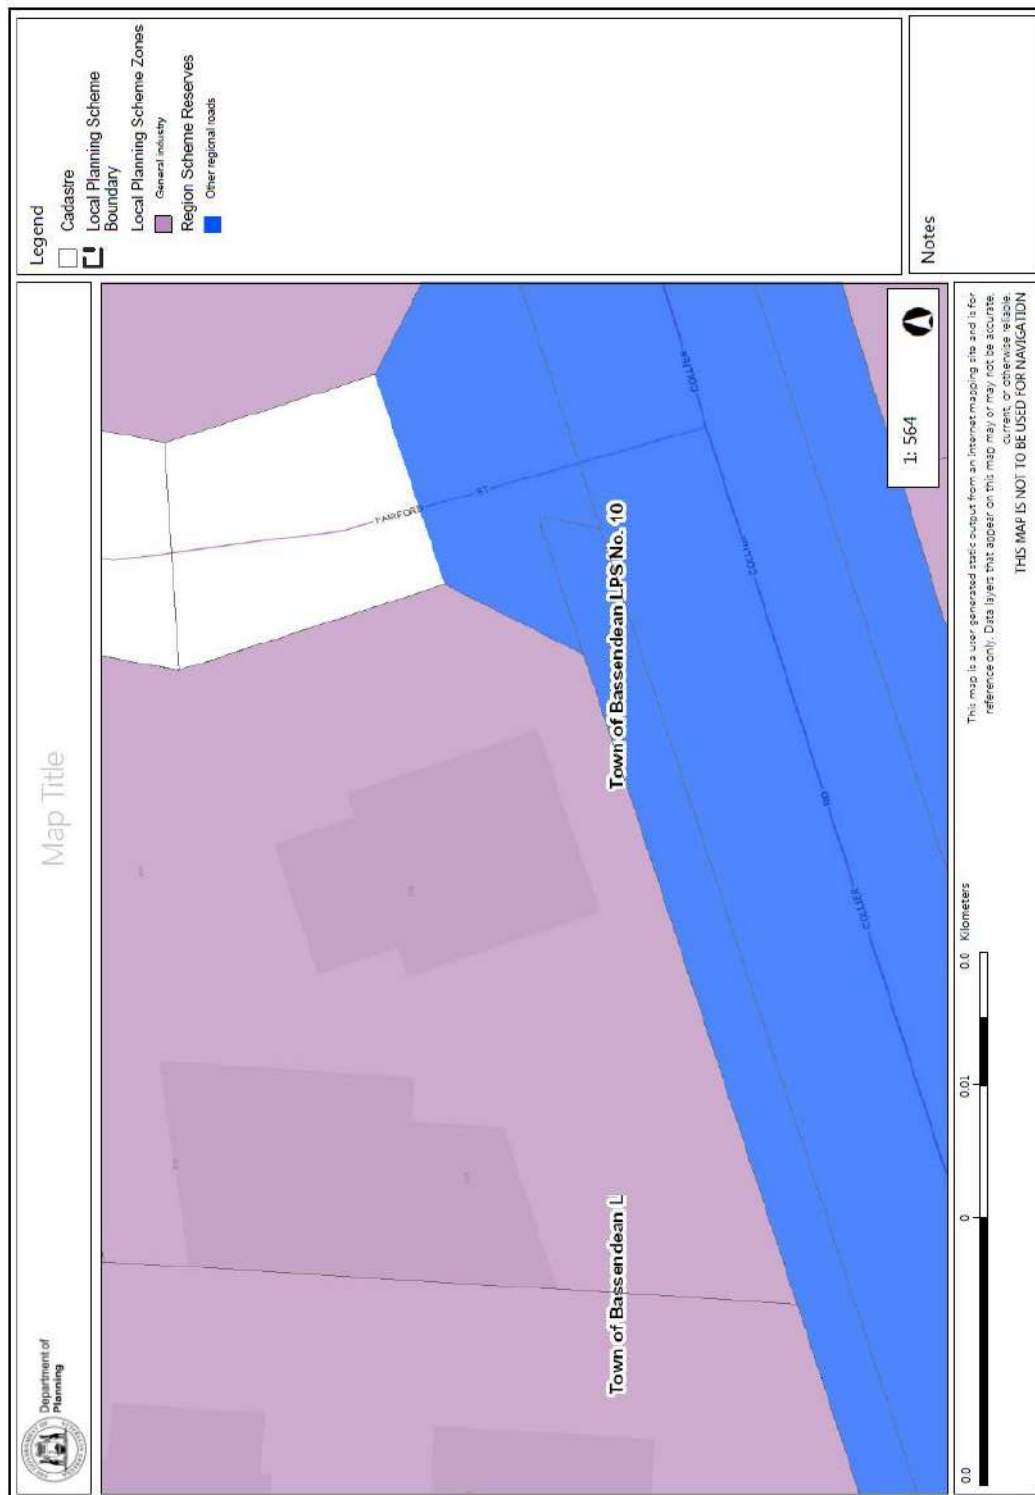 Department of
Planning
Map Title
Legend
Cadastre
Local Planning Scheme
Boundary
Local Planning Scheme Zones
General industry
Region Scheme Reserves
Other regional roads
FAIRFORD
ST
COLLIER
COLLIER
RD
COLLIER
Town of Bassendean LPS No. 10
Town of Bassendean L
1: 564
Notes
0.0
0
0.01
0.0 Kilometers
This map is a user generated static output from an Internet mapping site and is for
reference only. Data layers that appear on this map may or may not be accurate,
current, or otherwise reliable.
THIS MAP IS NOT TO BE USED FOR NAVIGATION